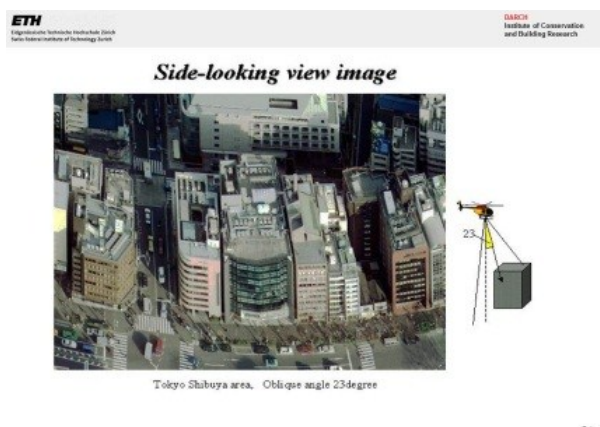 ETH
Eidgenössische Technische Hochschule Zürich
Swiss Federal Institute of Technology Zurich
DARCH
Institute of Conservation
and Building Research
Side-looking view image
23
Tokyo Shibuya area, Oblique angle 23degree